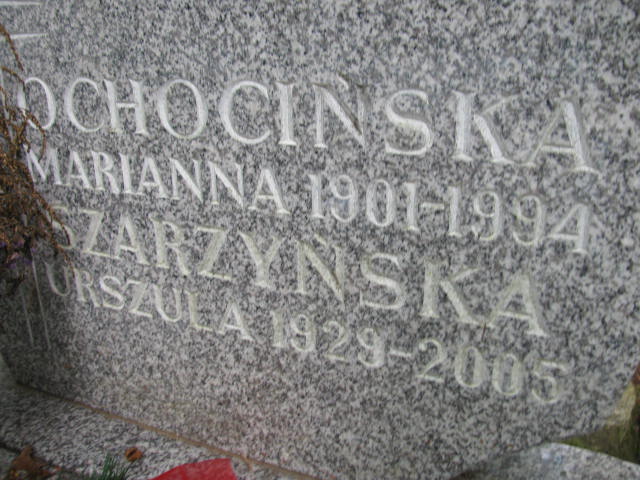 OCHOCIŃSKA
MARIANNA 1901-1994
SZARZYŃSKA
URSZULA 1929-2005